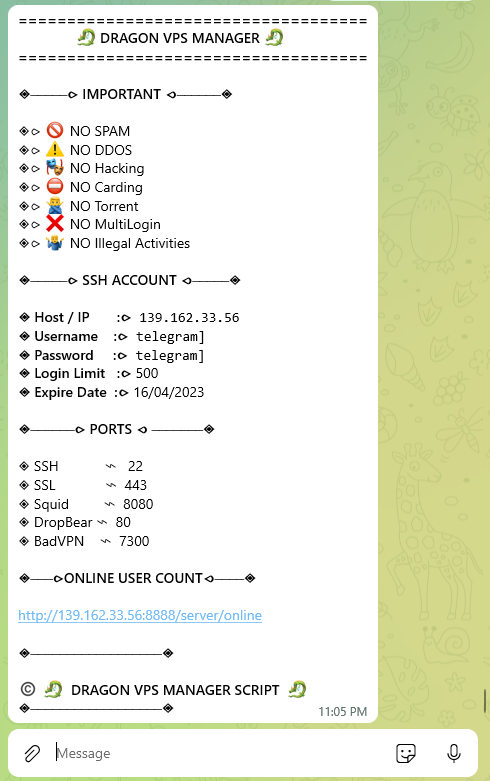 ===================================
🐉 DRAGON VPS MANAGER 🐉
===================================
◈─────⪧ IMPORTANT ⪦─────◈
◈⪧ 🚫 NO SPAM
◈⪧ ⚠️ NO DDOS
◈⪧ 🎭 NO Hacking
◈⪧ ⛔️ NO Carding
◈⪧ 🙅‍♂️ NO Torrent
◈⪧ ❌ NO MultiLogin
◈⪧ 🤷‍♂️ NO Illegal Activities
◈─────⪧ SSH ACCOUNT ⪦─────◈
◈ Host / IP :⪧ 139.162.33.56
◈ Username :⪧ telegram]
◈ Password :⪧ telegram]
◈ Login Limit :⪧ 500
◈ Expire Date :⪧ 16/04/2023
◈──────⪧ PORTS ⪦ ───────◈
◈ SSH ⌁ 22
◈ SSL ⌁ 443
◈ Squid ⌁ 8080
◈ DropBear ⌁ 80
◈ BadVPN ⌁ 7300
◈───⪧ONLINE USER COUNT⪦────◈
http://139.162.33.56:8888/server/online
◈─────────────────◈
© 🐉 DRAGON VPS MANAGER SCRIPT 🐉
◈─────────────────◈
11:05 PM
Message